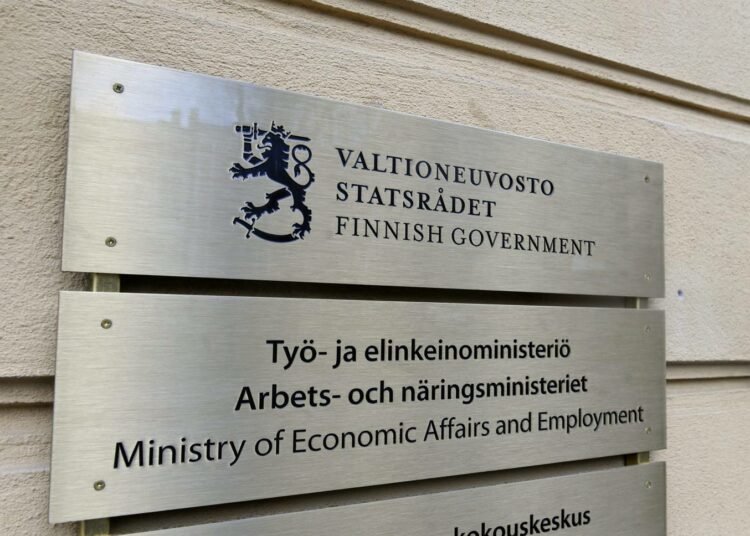 VALTIONEUVOSTO
STATSRÅDET
FINNISH GOVERNMENT
Työ- ja elinkeinoministeriö
Arbets- och näringsministeriet
Ministry of Economic Affairs and Employment